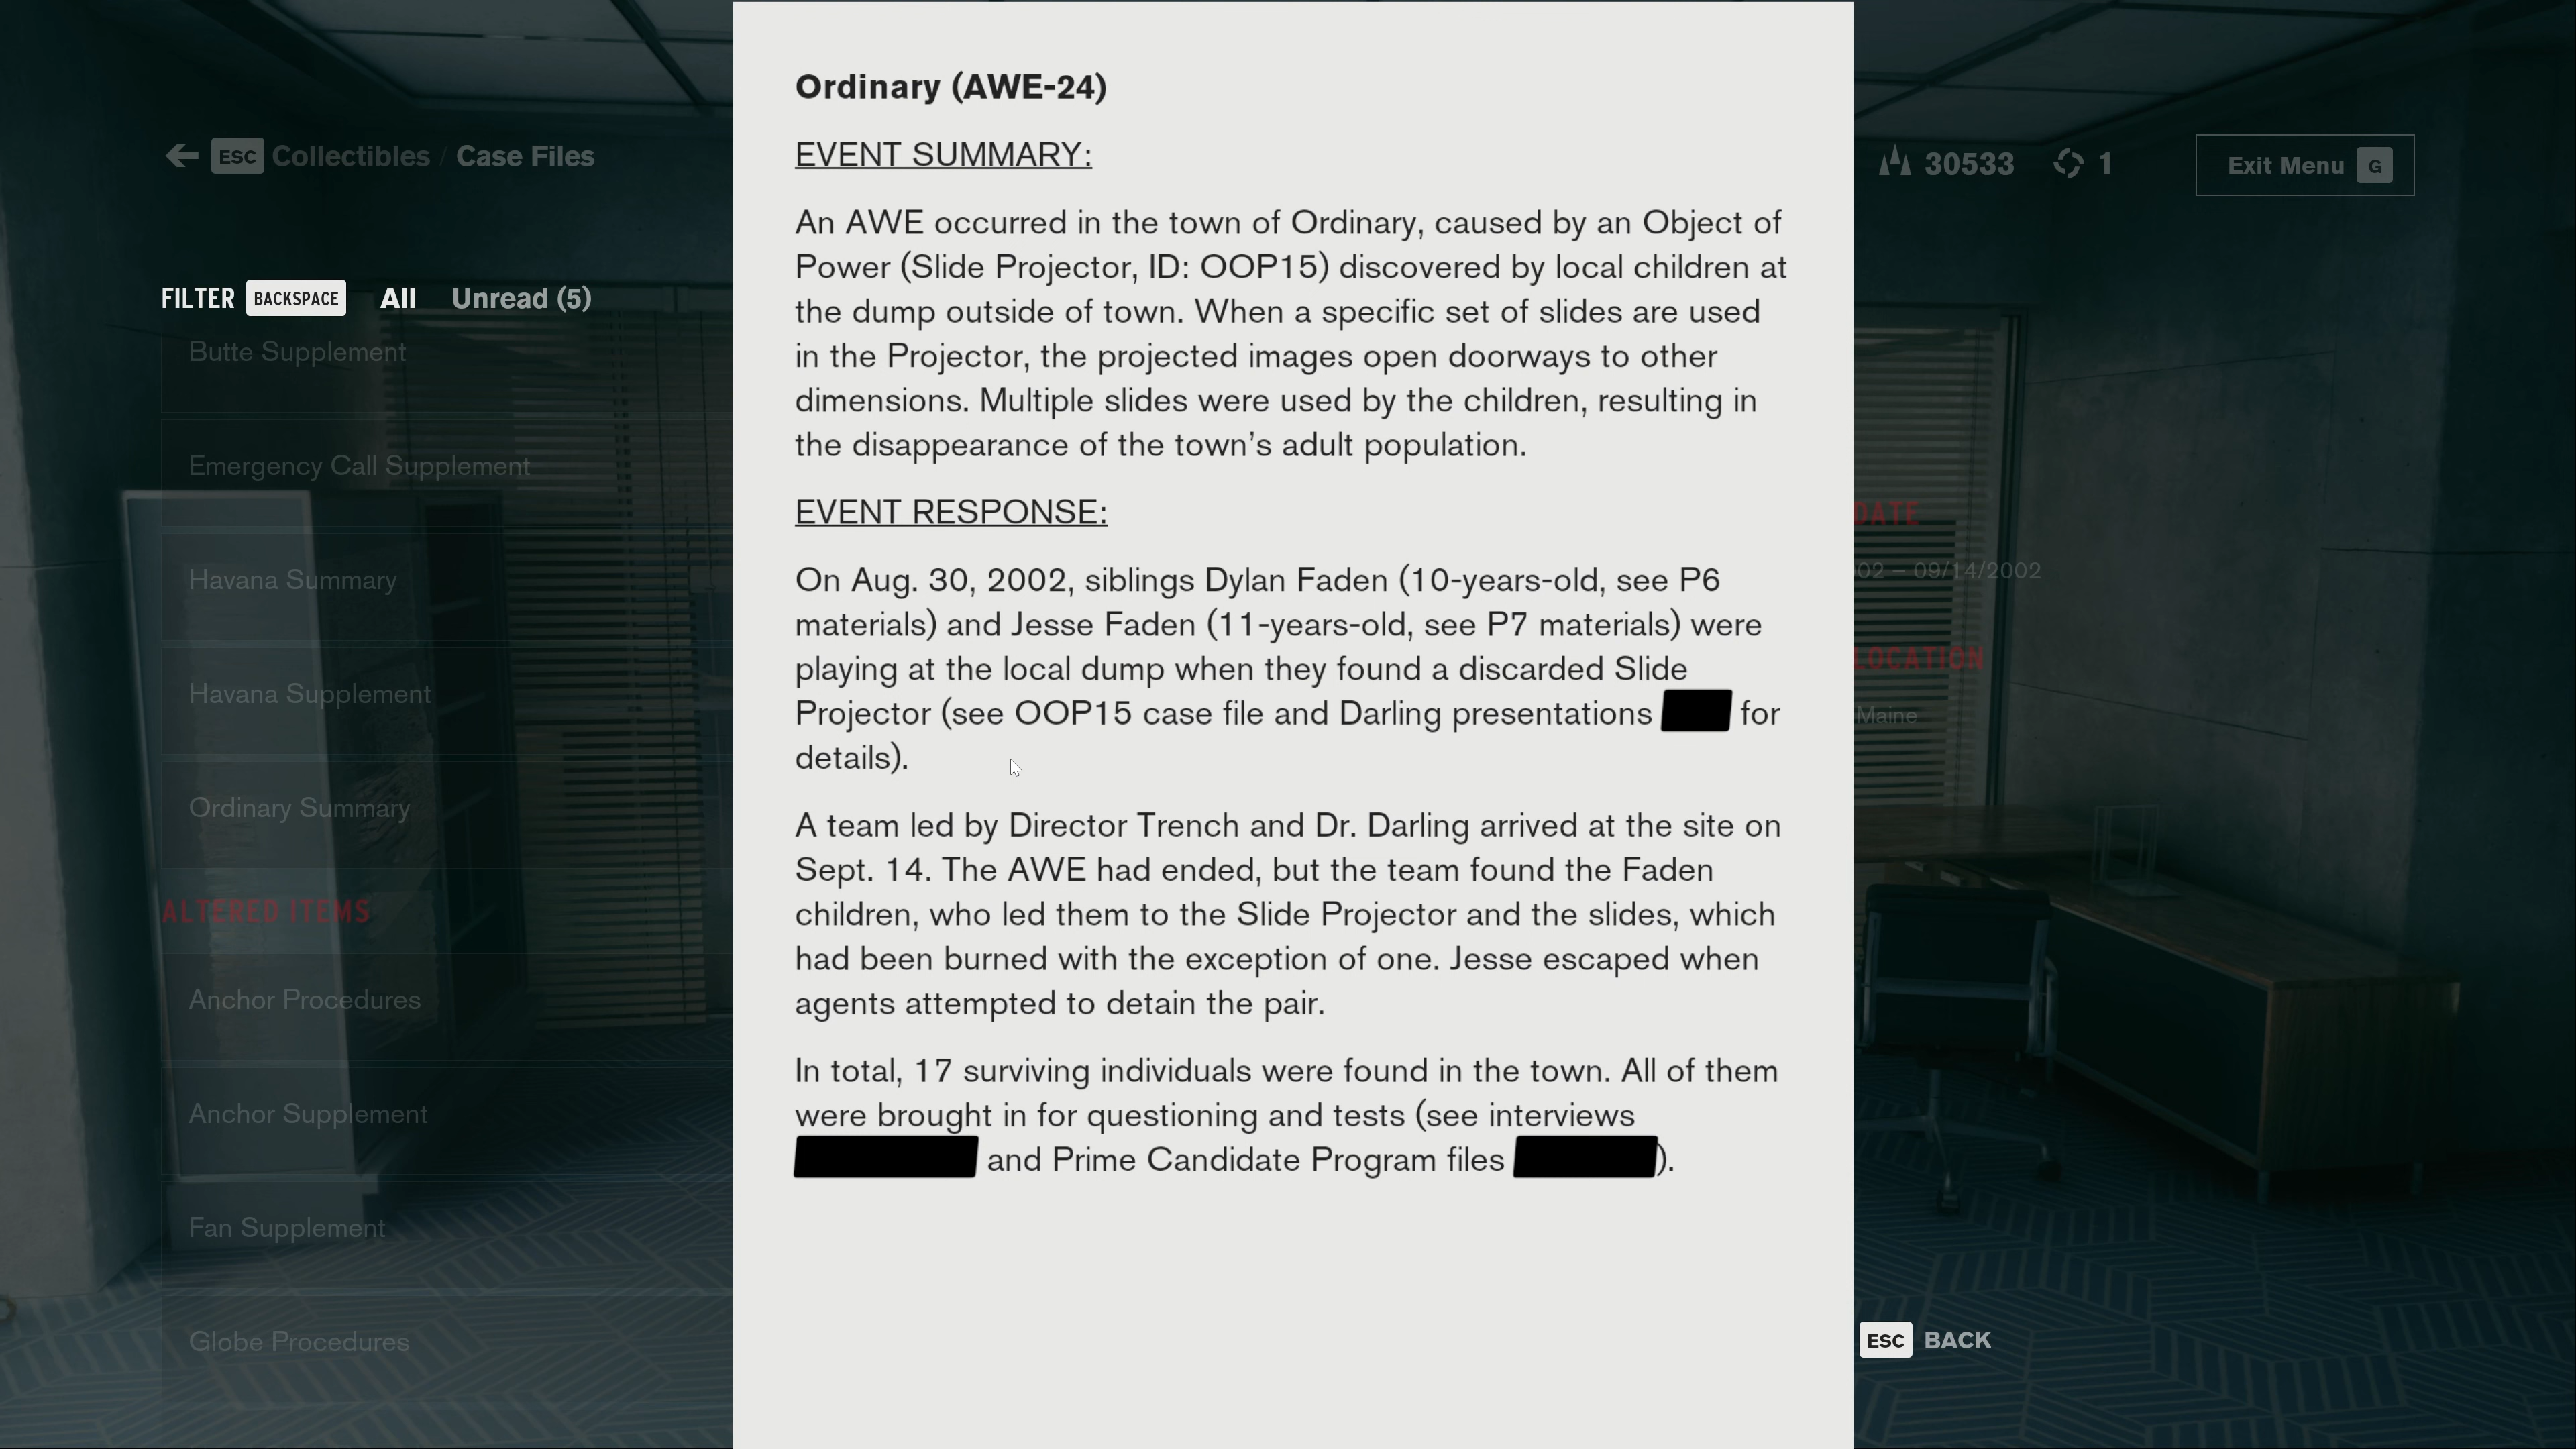 Ordinary (AWE-24)
EVENT SUMMARY:
An AWE occurred in the town of Ordinary, caused by an Object of
Power (Slide Projector, ID: OOP15) discovered by local children at
the dump outside of town. When a specific set of slides are used
in the Projector, the projected images open doorways to other
dimensions. Multiple slides were used by the children, resulting in
the disappearance of the town’s adult population.
EVENT RESPONSE:
On Aug. 30, 2002, siblings Dylan Faden (10-years-old, see P6
materials) and Jesse Faden (11-years-old, see P7 materials) were
playing at the local dump when they found a discarded Slide
Projector (see OOP15 case file and Darling presentations for
details).
A team led by Director Trench and Dr. Darling arrived at the site on
Sept. 14. The AWE had ended, but the team found the Faden
children, who led them to the Slide Projector and the slides, which
had been burned with the exception of one. Jesse escaped when
agents attempted to detain the pair.
In total, 17 surviving individuals were found in the town. All of them
were brought in for questioning and tests (see interviews
and Prime Candidate Program files ).
ESC Collectibles / Case Files
FILTER BACKSPACE All Unread (5)
Butte Supplement
Emergency Call Supplement
Havana Summary
Havana Supplement
Ordinary Summary
ALTERED ITEMS
Anchor Procedures
Anchor Supplement
Fan Supplement
Globe Procedures
30533 1
Exit Menu G
DATE
02 – 09/14/2002
LOCATION
Maine
ESC BACK